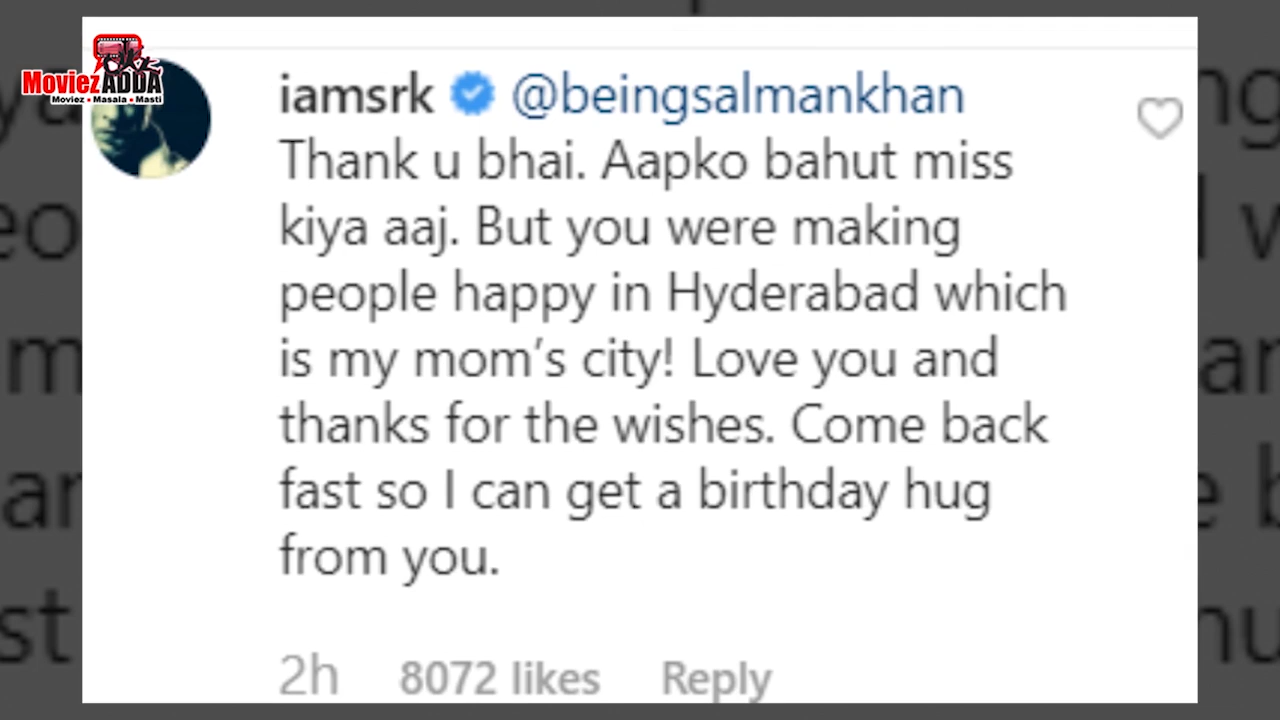 Moviez ADDA
Moviez • Masala • Masti
iamsrk @beingsalmankhan
Thank u bhai. Aapko bahut miss
kiya aaj. But you were making
people happy in Hyderabad which
is my mom's city! Love you and
thanks for the wishes. Come back
fast so I can get a birthday hug
from you.
2h 8072 likes Reply